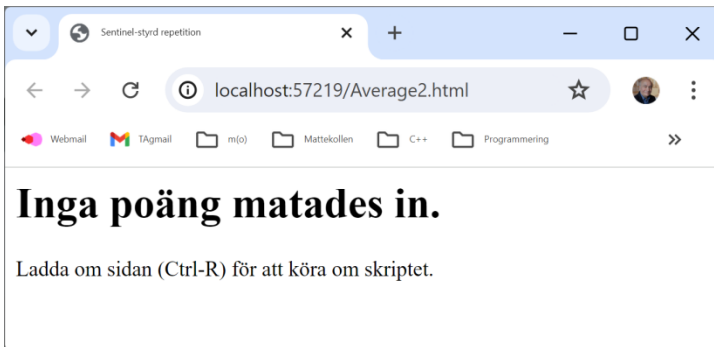 Sentinel-styrd repetition
localhost:57219/Average2.html
Webmail TAgmail m(o) Mattekollen C++ Programmering
Inga poäng matades in.
Ladda om sidan (Ctrl-R) för att köra om skriptet.